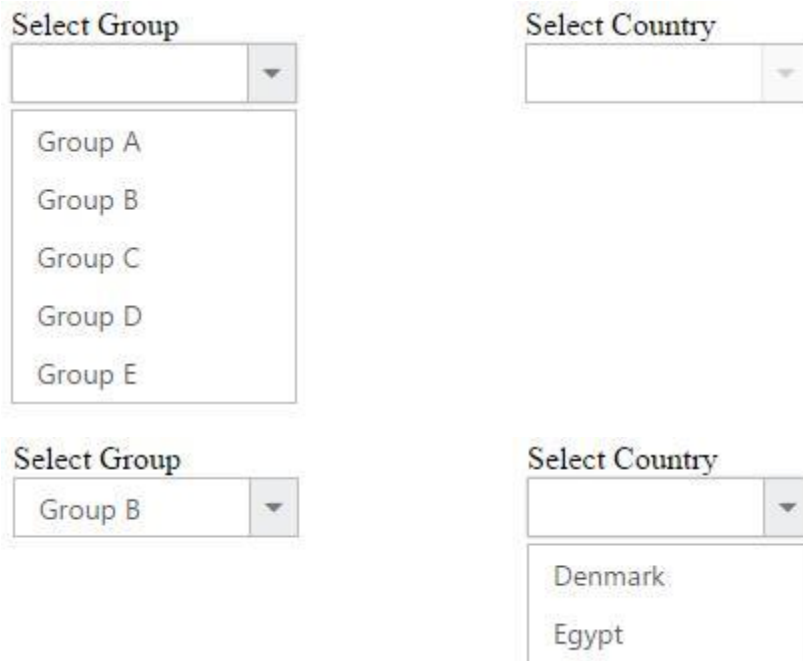 Select Group
Select Country
Group A
Group B
Group C
Group D
Group E
Select Group
Select Country
Group B
Denmark
Egypt